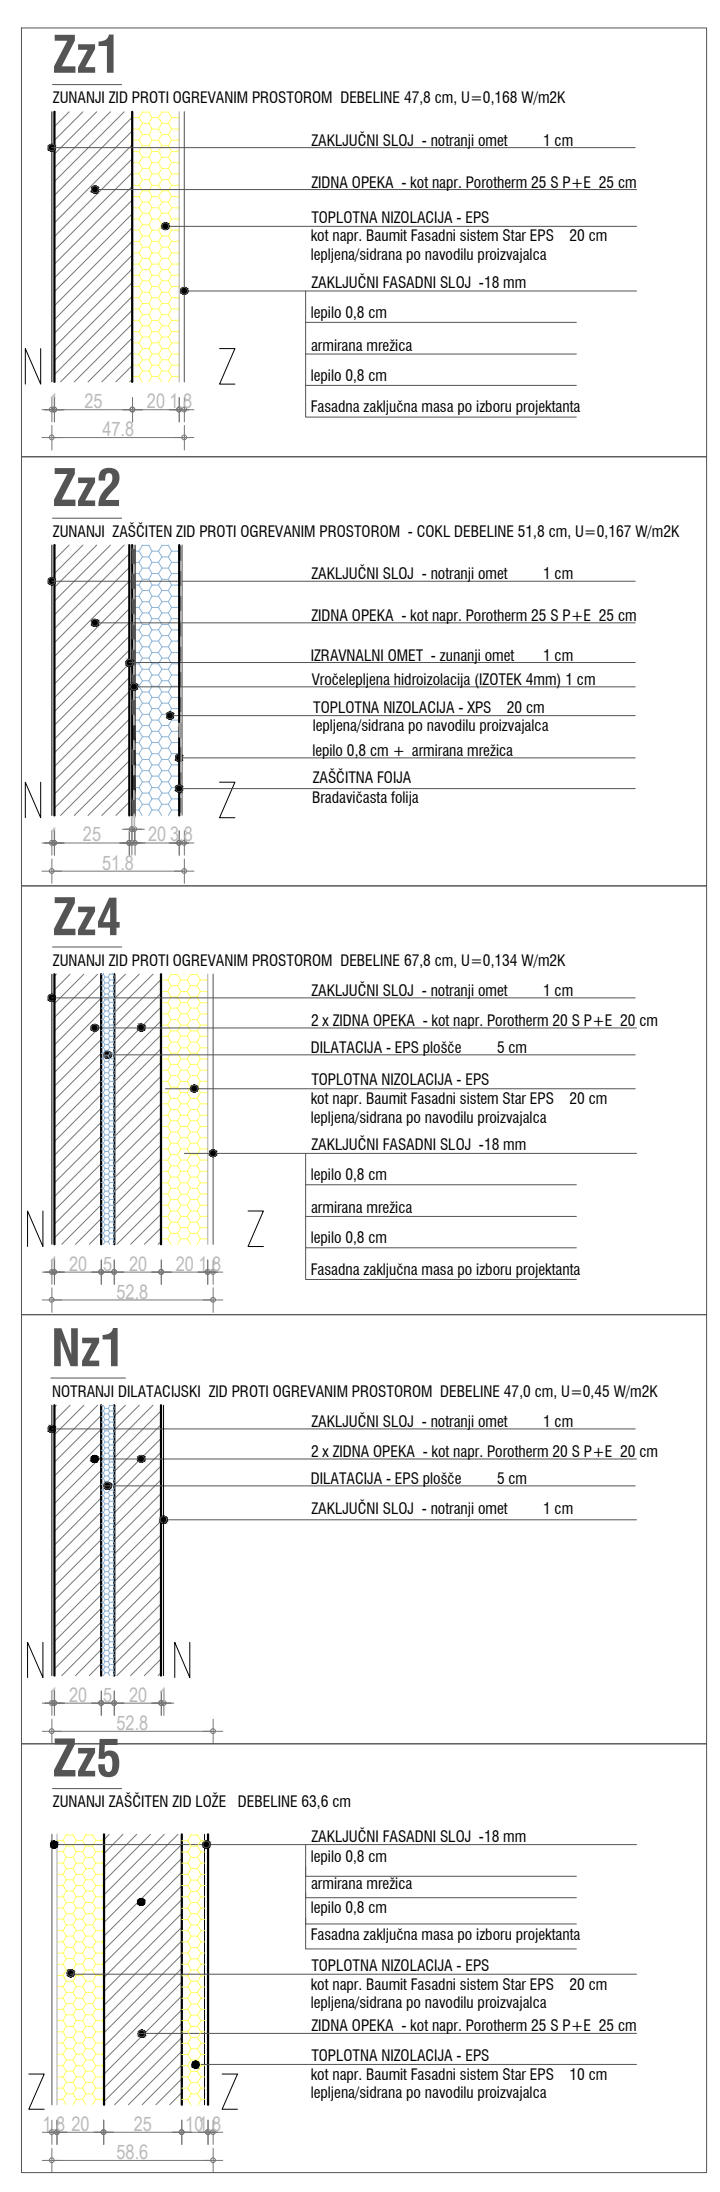 Zz1
ZUNANJI ZID PROTI OGREVANIM PROSTOROM DEBELINE 47,8 cm, U=0,168 W/m2K
ZAKLJUČNI SLOJ - notranji omet 1 cm
ZIDNA OPEKA - kot napr. Porotherm 25 S P+E 25 cm
TOPLOTNA NIZOLACIJA - EPS
kot napr. Baumit Fasadni sistem Star EPS 20 cm
lepljena/sidrana po navodilu proizvajalca
ZAKLJUČNI FASADNI SLOJ -18 mm
lepilo 0,8 cm
armirana mrežica
lepilo 0,8 cm
Fasadna zaključna masa po izboru projektanta
N Z
1 25 20 1.8
47.8
Zz2
ZUNANJI ZAŠČITEN ZID PROTI OGREVANIM PROSTOROM - COKL DEBELINE 51,8 cm, U=0,167 W/m2K
ZAKLJUČNI SLOJ - notranji omet 1 cm
ZIDNA OPEKA - kot napr. Porotherm 25 S P+E 25 cm
IZRAVNALNI OMET - zunanji omet 1 cm
Vročelepljena hidroizolacija (IZOTEK 4mm) 1 cm
TOPLOTNA NIZOLACIJA - XPS 20 cm
lepljena/sidrana po navodilu proizvajalca
lepilo 0,8 cm + armirana mrežica
ZAŠČITNA FOIJA
Bradavičasta folija
N Z
25 20 3.8
51.8
Zz4
ZUNANJI ZID PROTI OGREVANIM PROSTOROM DEBELINE 67,8 cm, U=0,134 W/m2K
ZAKLJUČNI SLOJ - notranji omet 1 cm
2 x ZIDNA OPEKA - kot napr. Porotherm 20 S P+E 20 cm
DILATACIJA - EPS plošče 5 cm
TOPLOTNA NIZOLACIJA - EPS
kot napr. Baumit Fasadni sistem Star EPS 20 cm
lepljena/sidrana po navodilu proizvajalca
ZAKLJUČNI FASADNI SLOJ -18 mm
lepilo 0,8 cm
armirana mrežica
lepilo 0,8 cm
Fasadna zaključna masa po izboru projektanta
N Z
1 20 5 20 20 1.8
52.8
Nz1
NOTRANJI DILATACIJSKI ZID PROTI OGREVANIM PROSTOROM DEBELINE 47,0 cm, U=0,45 W/m2K
ZAKLJUČNI SLOJ - notranji omet 1 cm
2 x ZIDNA OPEKA - kot napr. Porotherm 20 S P+E 20 cm
DILATACIJA - EPS plošče 5 cm
ZAKLJUČNI SLOJ - notranji omet 1 cm
N N
1 20 5 20 1
52.8
Zz5
ZUNANJI ZAŠČITEN ZID LOŽE DEBELINE 63,6 cm
ZAKLJUČNI FASADNI SLOJ -18 mm
lepilo 0,8 cm
armirana mrežica
lepilo 0,8 cm
Fasadna zaključna masa po izboru projektanta
TOPLOTNA NIZOLACIJA - EPS
kot napr. Baumit Fasadni sistem Star EPS 20 cm
lepljena/sidrana po navodilu proizvajalca
ZIDNA OPEKA - kot napr. Porotherm 25 S P+E 25 cm
TOPLOTNA NIZOLACIJA - EPS
kot napr. Baumit Fasadni sistem Star EPS 10 cm
lepljena/sidrana po navodilu proizvajalca
Z Z
1.8 20 25 10 1.8
58.6